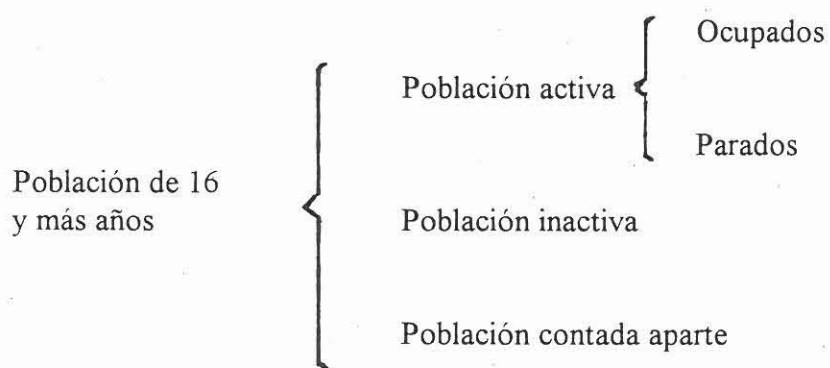 Ocupados
Población activa
Parados
Población de 16
y más años
Población inactiva
Población contada aparte